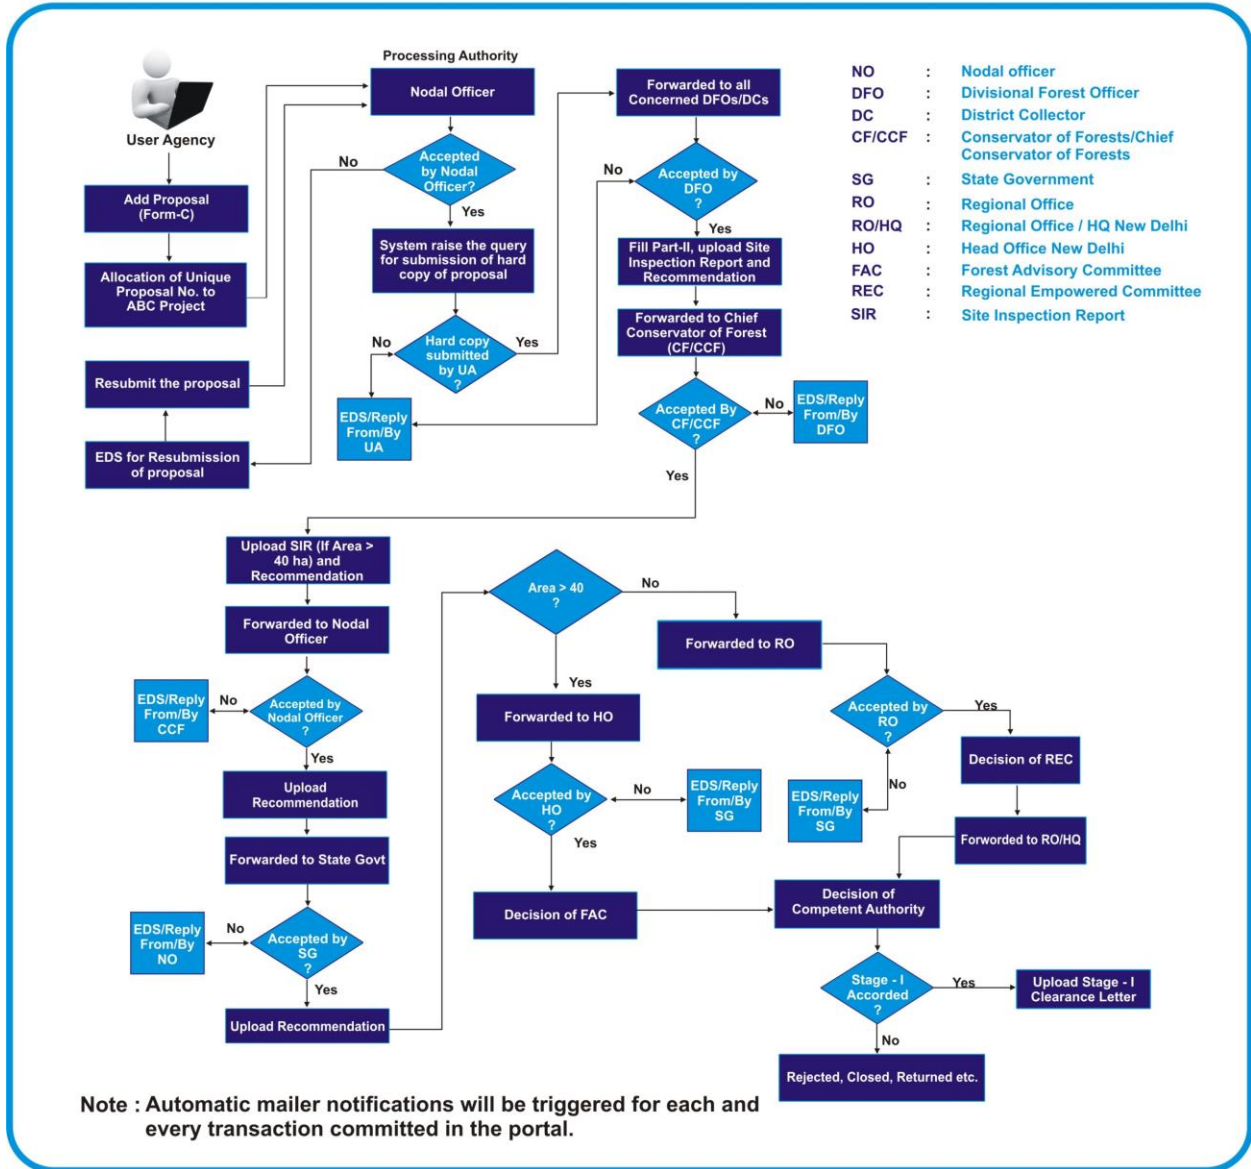 Processing Authority
User Agency
Add Proposal
(Form-C)
Allocation of Unique
Proposal No. to
ABC Project
Resubmit the proposal
EDS for Resubmission
of proposal
Nodal Officer
Accepted
by Nodal
Officer?
No
Yes
System raise the query
for submission of hard
copy of proposal
Hard copy
submitted
by UA
?
No
Yes
EDS/Reply
From/By
UA
Forwarded to all
Concerned DFOs/DCs
Accepted by
DFO
?
No
Yes
Fill Part-II, upload Site
Inspection Report and
Recommendation
Forwarded to Chief
Conservator of Forest
(CF/CCF)
Accepted By
CF/CCF
?
No
EDS/Reply
From/By
DFO
Yes
NO : Nodal officer
DFO : Divisional Forest Officer
DC : District Collector
CF/CCF : Conservator of Forests/Chief
Conservator of Forests
SG : State Government
RO : Regional Office
RO/HQ : Regional Office / HQ New Delhi
HO : Head Office New Delhi
FAC : Forest Advisory Committee
REC : Regional Empowered Committee
SIR : Site Inspection Report
Upload SIR (If Area >
40 ha) and
Recommendation
Forwarded to Nodal
Officer
Accepted by
Nodal Officer
?
No
EDS/Reply
From/By
CCF
Yes
Upload
Recommendation
Forwarded to State Govt
Accepted by
SG
?
No
EDS/Reply
From/By
NO
Yes
Upload Recommendation
Area > 40
?
No
Yes
Forwarded to HO
Accepted by
HO
?
No
EDS/Reply
From/By
SG
Yes
Decision of FAC
Forwarded to RO
Accepted by
RO
?
Yes
No
EDS/Reply
From/By
SG
Decision of REC
Forworded to RO/HQ
Decision of
Competent Authority
Stage - I
Accorded
?
Yes
Upload Stage - I
Clearance Letter
No
Rejected, Closed, Returned etc.
Note : Automatic mailer notifications will be triggered for each and
every transaction committed in the portal.